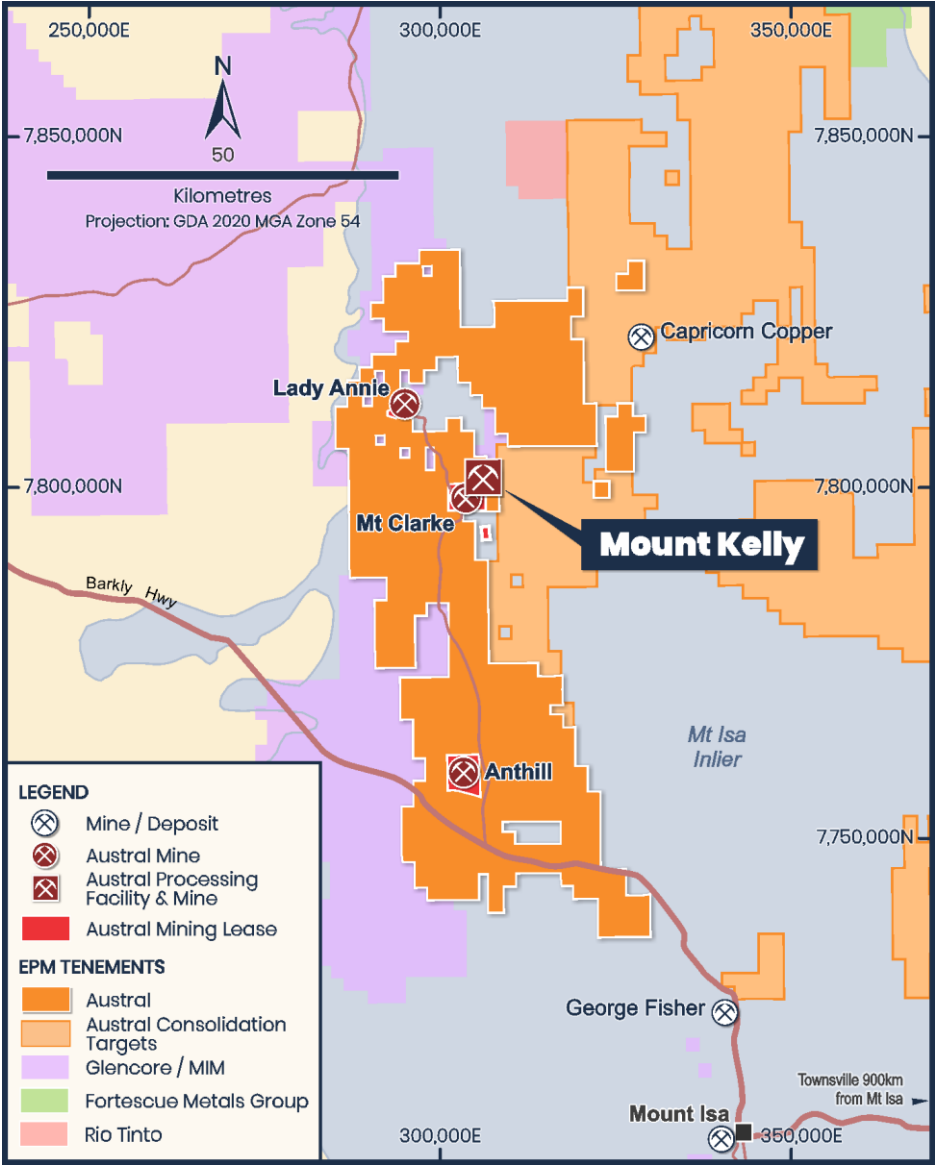 250,000E
300,000E
350,000E
N
7,850,000N
7,850,000N
50
Kilometres
Projection: GDA 2020 MGA Zone 54
Capricorn Copper
Lady Annie
7,800,000N
7,800,000N
Mt Clarke
Mount Kelly
Barkly Hwy
Mt Isa
Inlier
Anthill
7,750,000N
LEGEND
Mine / Deposit
Austral Mine
Austral Processing
Facility & Mine
Austral Mining Lease
EPM TENEMENTS
Austral
Austral Consolidation
Targets
Glencore / MIM
Fortescue Metals Group
Rio Tinto
George Fisher
Townsville 900km
from Mt Isa
Mount Isa
300,000E
350,000E